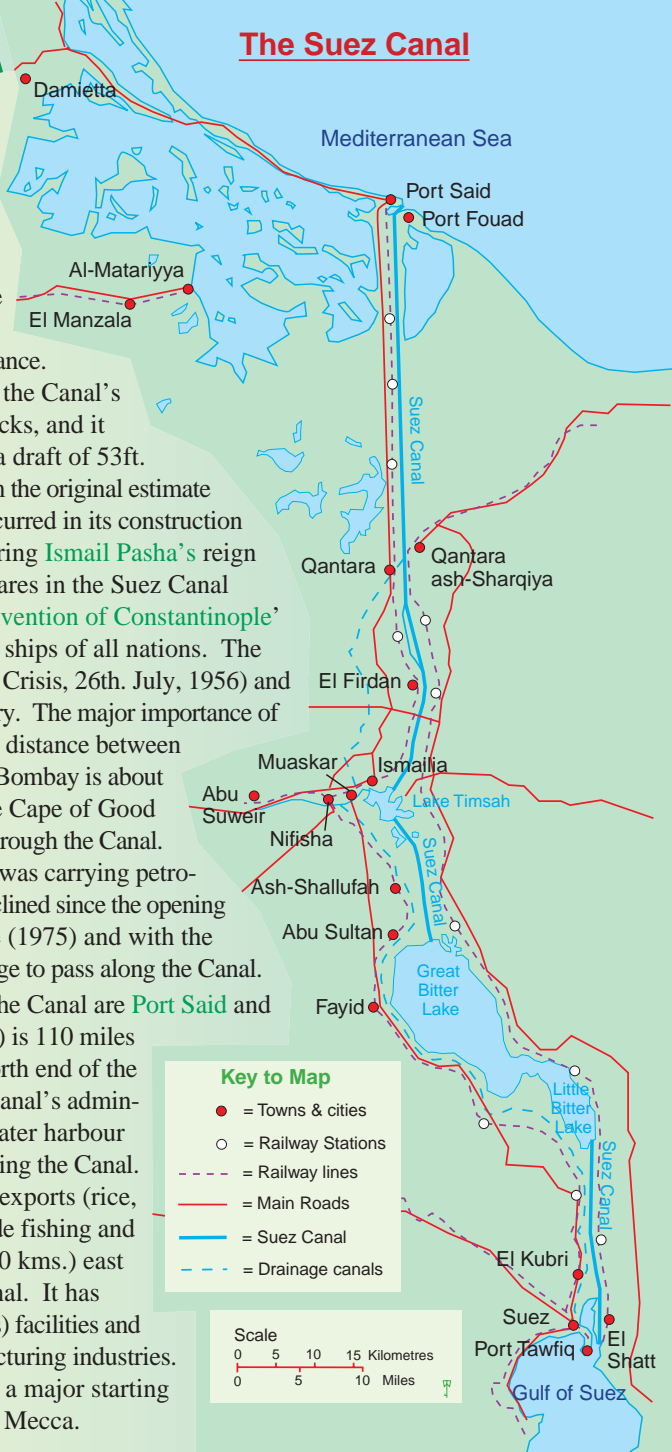 The Suez Canal
Damietta
Mediterranean Sea
Port Said
Port Fouad
Al-Matariyya
El Manzala
Suez Canal
Qantara
Qantara
ash-Sharqiya
El Firdan
Muaskar
Ismailia
Abu
Suweir
Nifisha
Lake Timsah
Suez Canal
Ash-Shallufah
Abu Sultan
Great
Bitter
Lake
Fayid
Little
Bitter
Lake
Suez Canal
El Kubri
Suez
Port Tawfiq
El
Shatt
Gulf of Suez
ance.
the Canal's
cks, and it
a draft of 53ft.
n the original estimate
curred in its construction
ring Ismail Pasha's reign
ares in the Suez Canal
vention of Constantinople'
ships of all nations. The
Crisis, 26th. July, 1956) and
ry. The major importance of
distance between
Bombay is about
e Cape of Good
hrough the Canal.
was carrying petro-
clined since the opening
e (1975) and with the
ge to pass along the Canal.
he Canal are Port Said and
) is 110 miles
orth end of the
anal's admin-
ater harbour
ing the Canal.
exports (rice,
de fishing and
0 kms.) east
nal. It has
s) facilities and
cturing industries.
a major starting
Mecca.
Key to Map
= Towns & cities
= Railway Stations
= Railway lines
= Main Roads
= Suez Canal
= Drainage canals
Scale
0 5 10 15 Kilometres
0 5 10 Miles